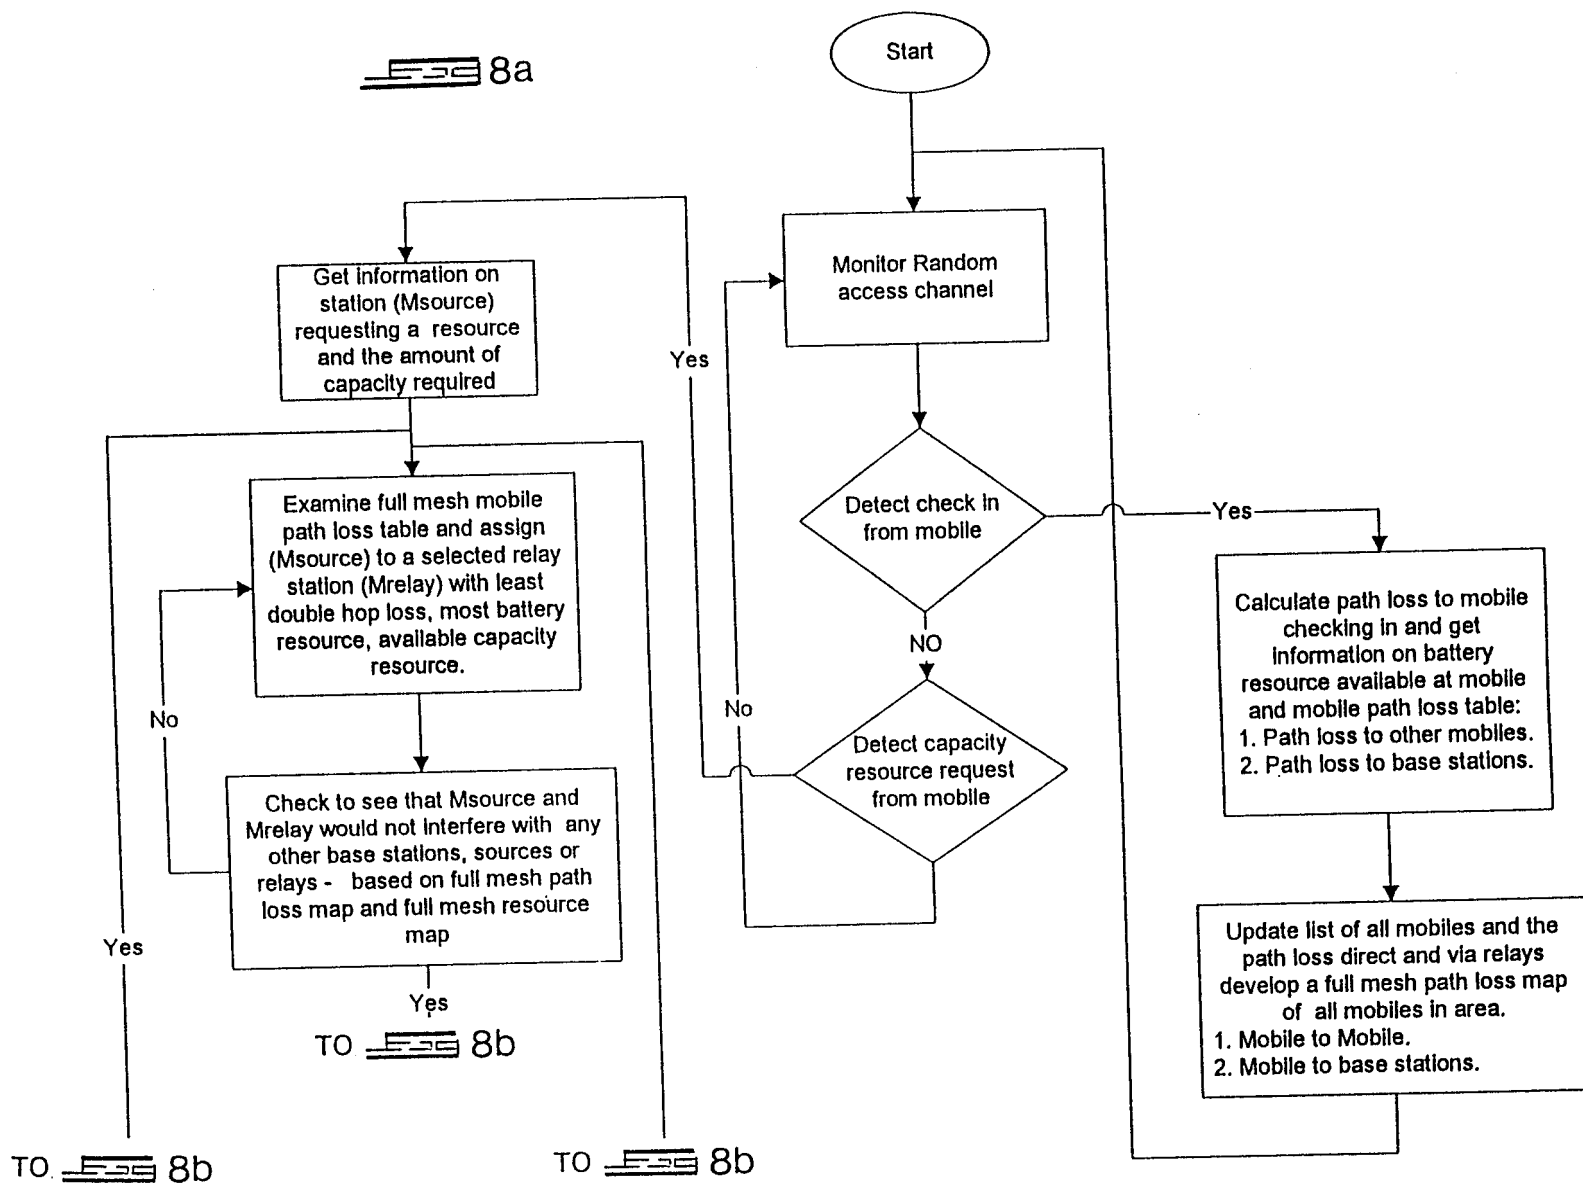 8a
Start
Monitor Random
access channel
Get information on
station (Msource)
requesting a resource
and the amount of
capacity required
Yes
Detect check in
from mobile
Yes
NO
Examine full mesh mobile
path loss table and assign
(Msource) to a selected relay
station (Mrelay) with least
double hop loss, most battery
resource, available capacity
resource.
Calculate path loss to mobile
checking in and get
information on battery
resource available at mobile
and mobile path loss table:
1. Path loss to other mobiles.
2. Path loss to base stations.
No
No
Detect capacity
resource request
from mobile
Check to see that Msource and
Mrelay would not interfere with any
other base stations, sources or
relays - based on full mesh path
loss map and full mesh resource
map
Yes
Yes
Update list of all mobiles and the
path loss direct and via relays
develop a full mesh path loss map
of all mobiles in area.
1. Mobile to Mobile.
2. Mobile to base stations.
TO 8b
TO 8b
TO 8b